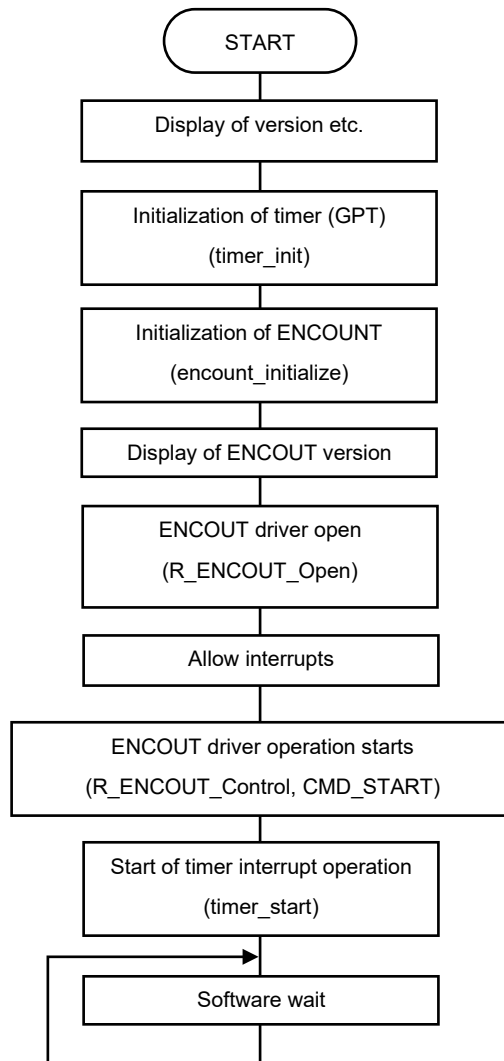 START
Display of version etc.
Initialization of timer (GPT)
(timer_init)
Initialization of ENCOUNT
(encount_initialize)
Display of ENCOUT version
ENCOUT driver open
(R_ENCOUT_Open)
Allow interrupts
ENCOUT driver operation starts
(R_ENCOUT_Control, CMD_START)
Start of timer interrupt operation
(timer_start)
Software wait